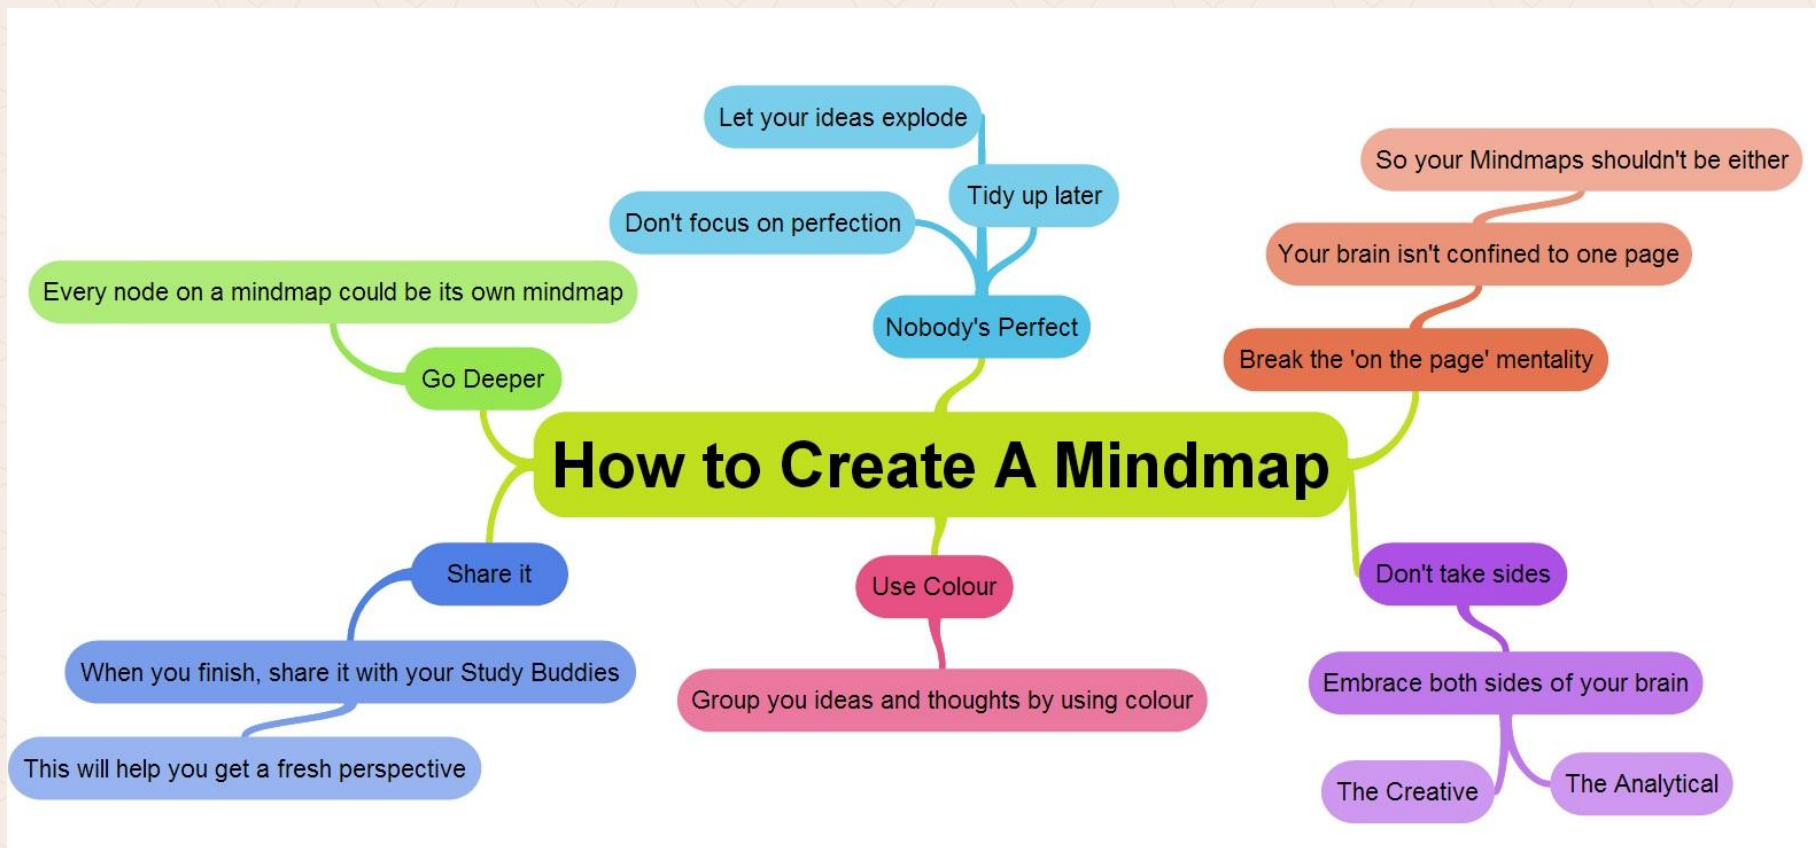 Let your ideas explode
So your Mindmaps shouldn't be either
Tidy up later
Don't focus on perfection
Your brain isn't confined to one page
Every node on a mindmap could be its own mindmap
Nobody's Perfect
Break the 'on the page' mentality
Go Deeper
How to Create A Mindmap
Share it
Use Colour
Don't take sides
When you finish, share it with your Study Buddies
Group you ideas and thoughts by using colour
Embrace both sides of your brain
This will help you get a fresh perspective
The Creative
The Analytical